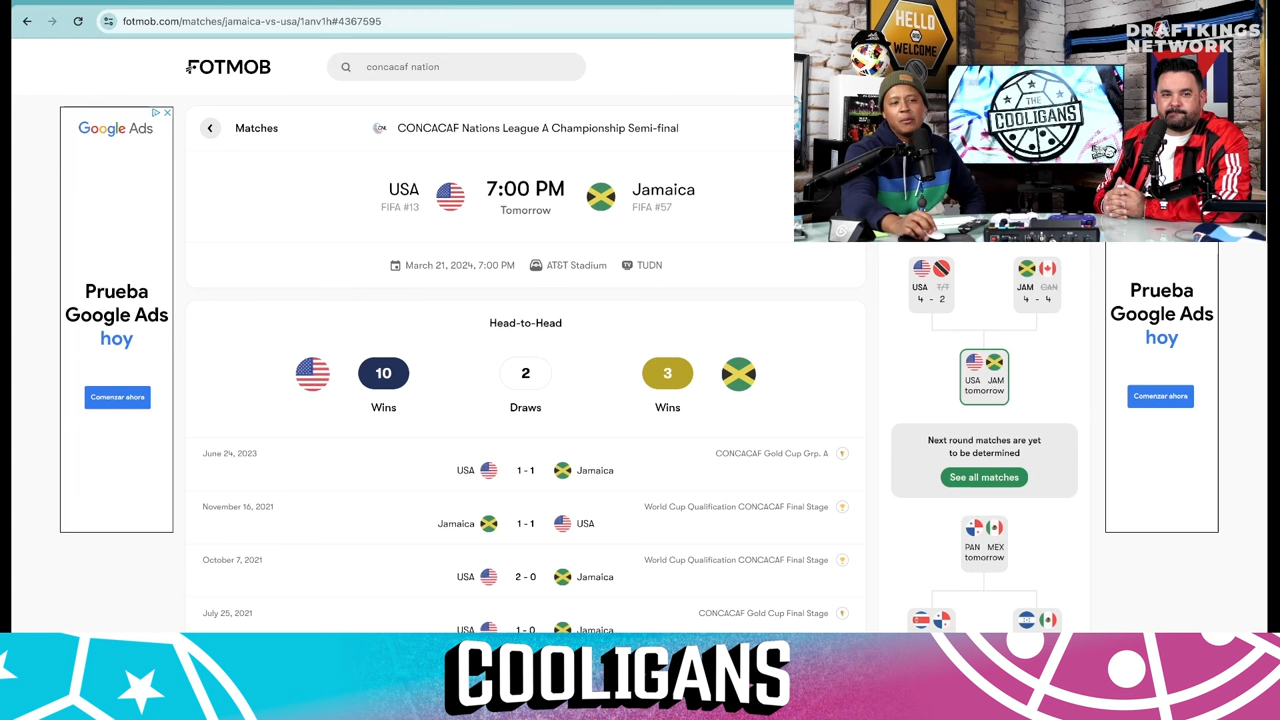 fotmob.com/matches/jamaica-vs-usa/1anv1h#4367595
FOTMOB
concacaf nation
DRAFTKINGS
NETWORK
HELLO
WELCOME
THE
COOLIGANS
Google Ads
Prueba
Google Ads
hoy
Comenzar ahora
Matches
CONCACAF Nations League A Championship Semi-final
USA
FIFA #13
7:00 PM
Tomorrow
Jamaica
FIFA #57
March 21, 2024, 7:00 PM
AT&T Stadium
TUDN
Head-to-Head
10
2
3
Wins
Draws
Wins
June 24, 2023
CONCACAF Gold Cup Grp. A
USA 1 - 1 Jamaica
November 16, 2021
World Cup Qualification CONCACAF Final Stage
Jamaica 1 - 1 USA
October 7, 2021
World Cup Qualification CONCACAF Final Stage
USA 2 - 0 Jamaica
July 25, 2021
CONCACAF Gold Cup Final Stage
USA 1 - 0 Jamaica
USA T/T
4 - 2
JAM CAN
4 - 4
USA JAM
tomorrow
Next round matches are yet
to be determined
See all matches
PAN MEX
tomorrow
Prueba
Google Ads
hoy
Comenzar ahora
COOLIGANS